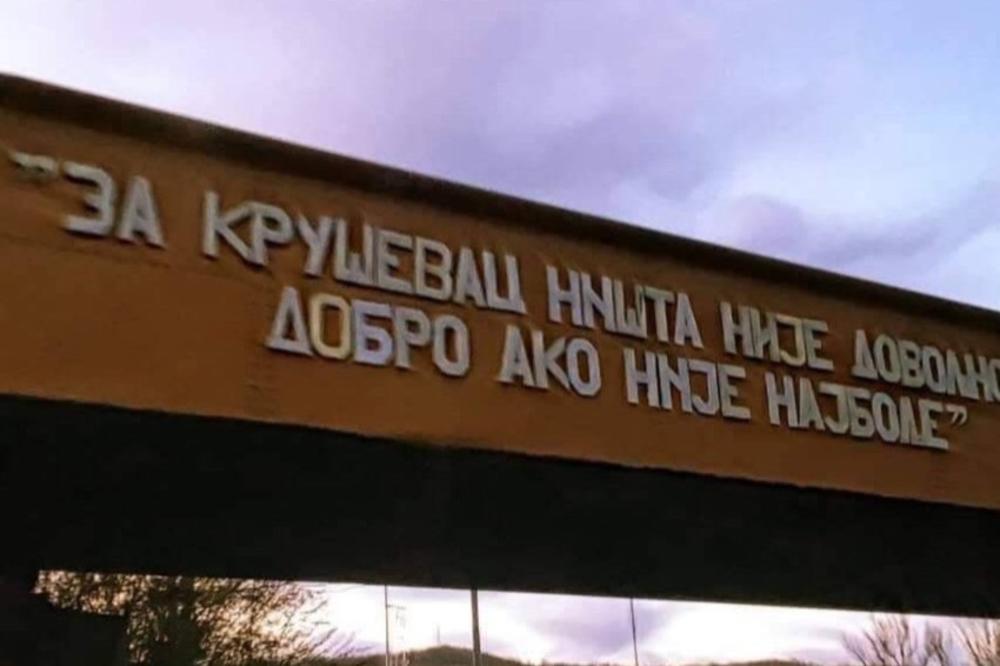 "ЗА КРУШЕВАЦ НИШТА НИЈЕ ДОВОЉНО
ДОБРО АКО НИЈЕ НАЈБОЉЕ"